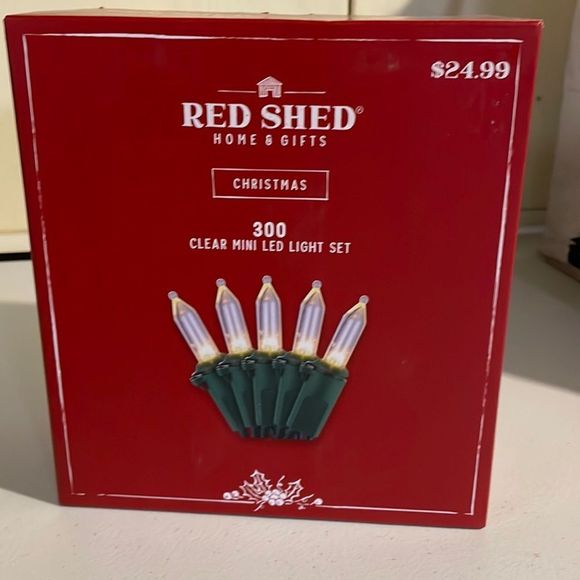 $24.99
RED SHED®
HOME & GIFTS
CHRISTMAS
300
CLEAR MINI LED LIGHT SET